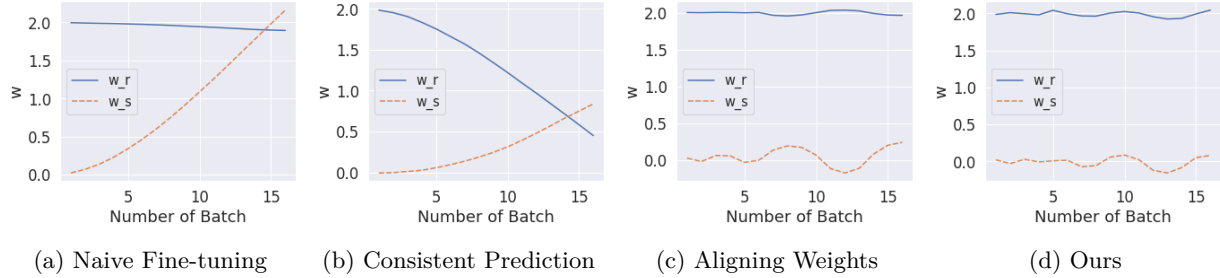 2.0
1.5
1.0
0.5
0.0
w
w_r
w_s
5
10
15
Number of Batch
(a) Naive Fine-tuning
2.0
1.5
1.0
0.5
0.0
w
w_r
w_s
5
10
15
Number of Batch
(b) Consistent Prediction
2.0
1.5
1.0
0.5
0.0
w
w_r
w_s
5
10
15
Number of Batch
(c) Aligning Weights
2.0
1.5
1.0
0.5
0.0
w
w_r
w_s
5
10
15
Number of Batch
(d) Ours